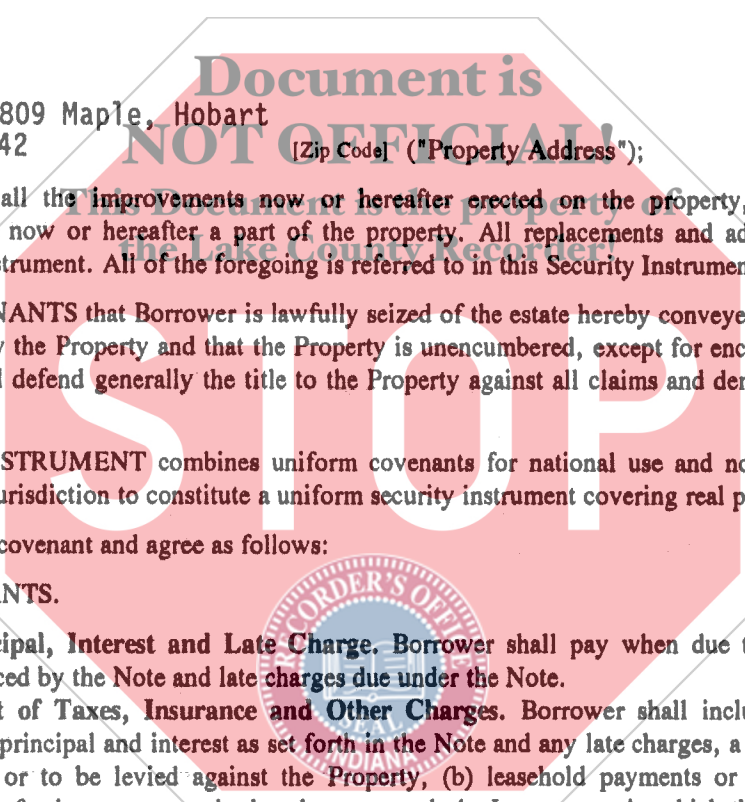 Document is
809 Maple, Hobart
NOT OFFICIAL!
42 [Zip Code] ("Property Address");
all the improvements now or hereafter erected on the property,
This Document is the property of
now or hereafter a part of the property. All replacements and ad
the Lake County Recorder!
strument. All of the foregoing is referred to in this Security Instrumen
NANTS that Borrower is lawfully seized of the estate hereby conveye
y the Property and that the Property is unencumbered, except for enc
d defend generally the title to the Property against all claims and der
STOP
STRUMENT combines uniform covenants for national use and no
urisdiction to constitute a uniform security instrument covering real p
covenant and agree as follows:
ANTS.
RECORDER'S OFFICE
cipal, Interest and Late Charge. Borrower shall pay when due t
ced by the Note and late charges due under the Note.
t of Taxes, Insurance and Other Charges. Borrower shall inclu
SEAL
principal and interest as set forth in the Note and any late charges, a
INDIANA
or to be levied against the Property, (b) leasehold payments or